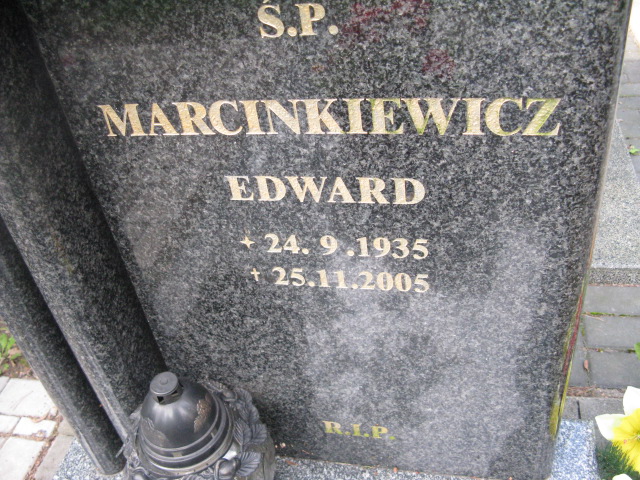 Ś.P.
MARCINKIEWICZ
EDWARD
✦ 24.9.1935
✝ 25.11.2005
R.I.P.